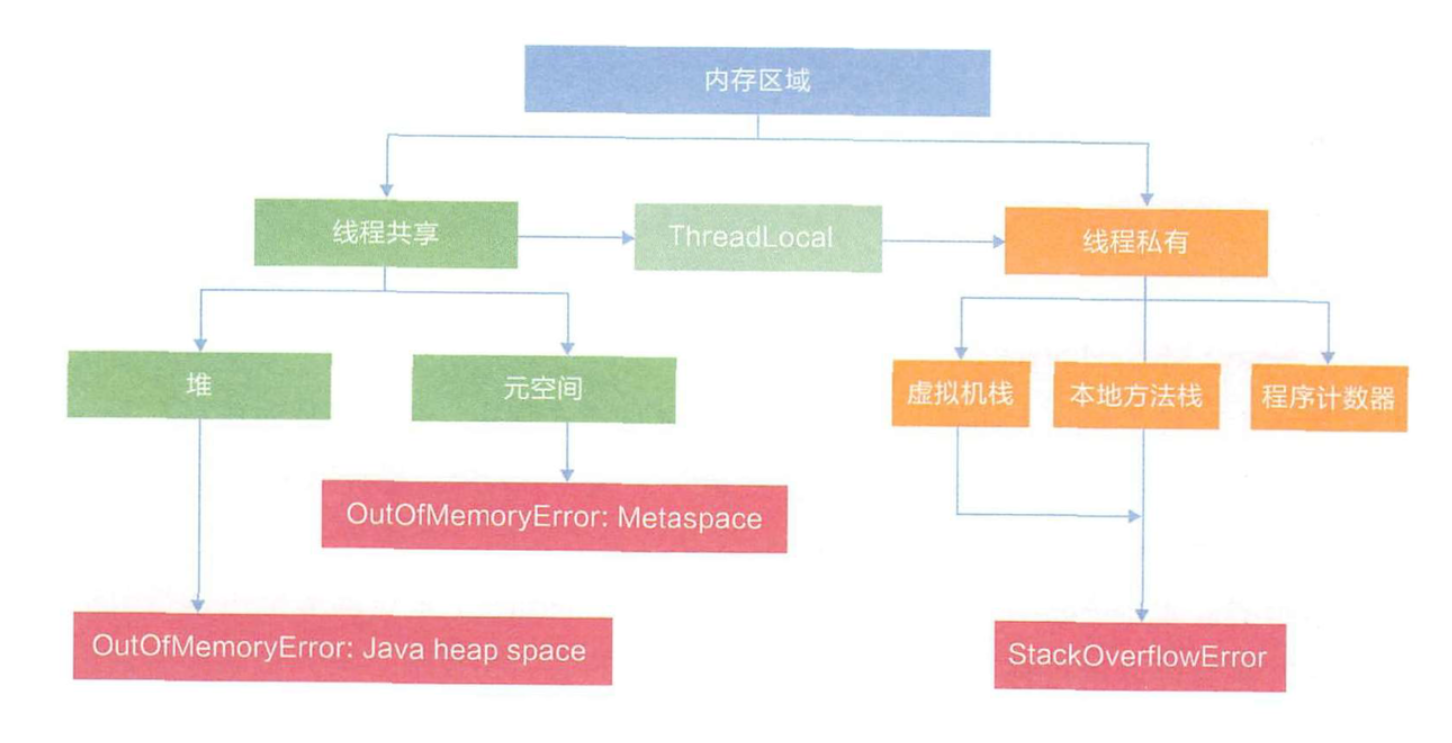 内存区域
线程共享
ThreadLocal
线程私有
堆
元空间
虚拟机栈
本地方法栈
程序计数器
OutOfMemoryError: Metaspace
OutOfMemoryError: Java heap space
StackOverflowError